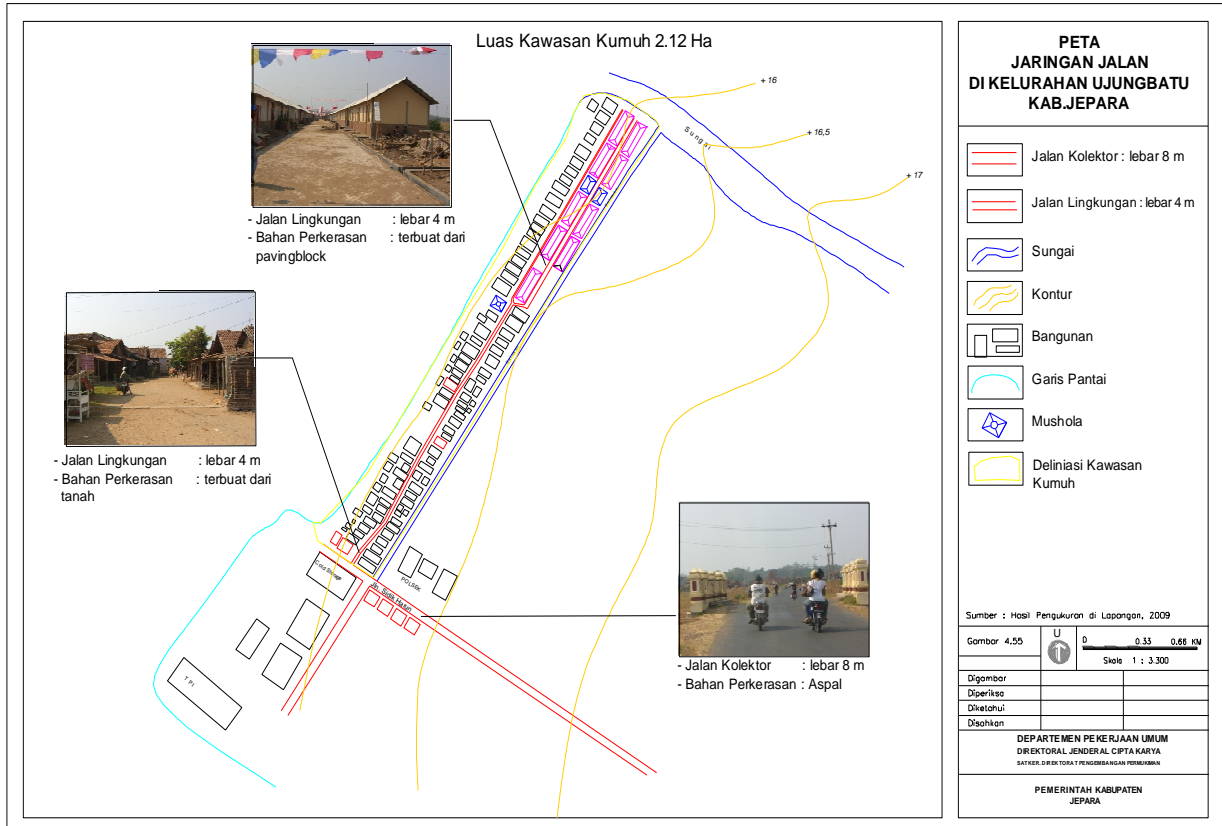 Luas Kawasan Kumuh 2.12 Ha
- Jalan Lingkungan : lebar 4 m
- Bahan Perkerasan : terbuat dari
pavingblock
- Jalan Lingkungan : lebar 4 m
- Bahan Perkerasan : terbuat dari
tanah
- Jalan Kolektor : lebar 8 m
- Bahan Perkerasan : Aspal
+ 16
+ 16,5
+ 17
Sungai
Cold Storage
POLSEK
T P I
PETA
JARINGAN JALAN
DI KELURAHAN UJUNGBATU
KAB.JEPARA
Jalan Kolektor : lebar 8 m
Jalan Lingkungan : lebar 4 m
Sungai
Kontur
Bangunan
Garis Pantai
Mushola
Deliniasi Kawasan
Kumuh
Sumber : Hasil Pengukuran di Lapangan, 2009
Gambar 4.55
U
0 0.33 0.66 KM
Skala 1 : 3.300
Digambar
Diperiksa
Diketahui
Disahkan
DEPARTEMEN PEKERJAAN UMUM
DIREKTORAL JENDERAL CIPTA KARYA
SATKER. DIREKTORAT PENGEMBANGAN PERMUKIMAN
PEMERINTAH KABUPATEN
JEPARA